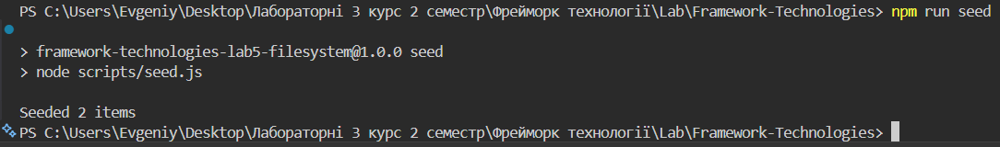 PS C:\Users\Evgeniy\Desktop\Лабораторні 3 курс 2 семестр\Фрейморк технології\Lab\Framework-Technologies> npm run seed
> framework-technologies-lab5-filesystem@1.0.0 seed
> node scripts/seed.js
Seeded 2 items
PS C:\Users\Evgeniy\Desktop\Лабораторні 3 курс 2 семестр\Фрейморк технології\Lab\Framework-Technologies>